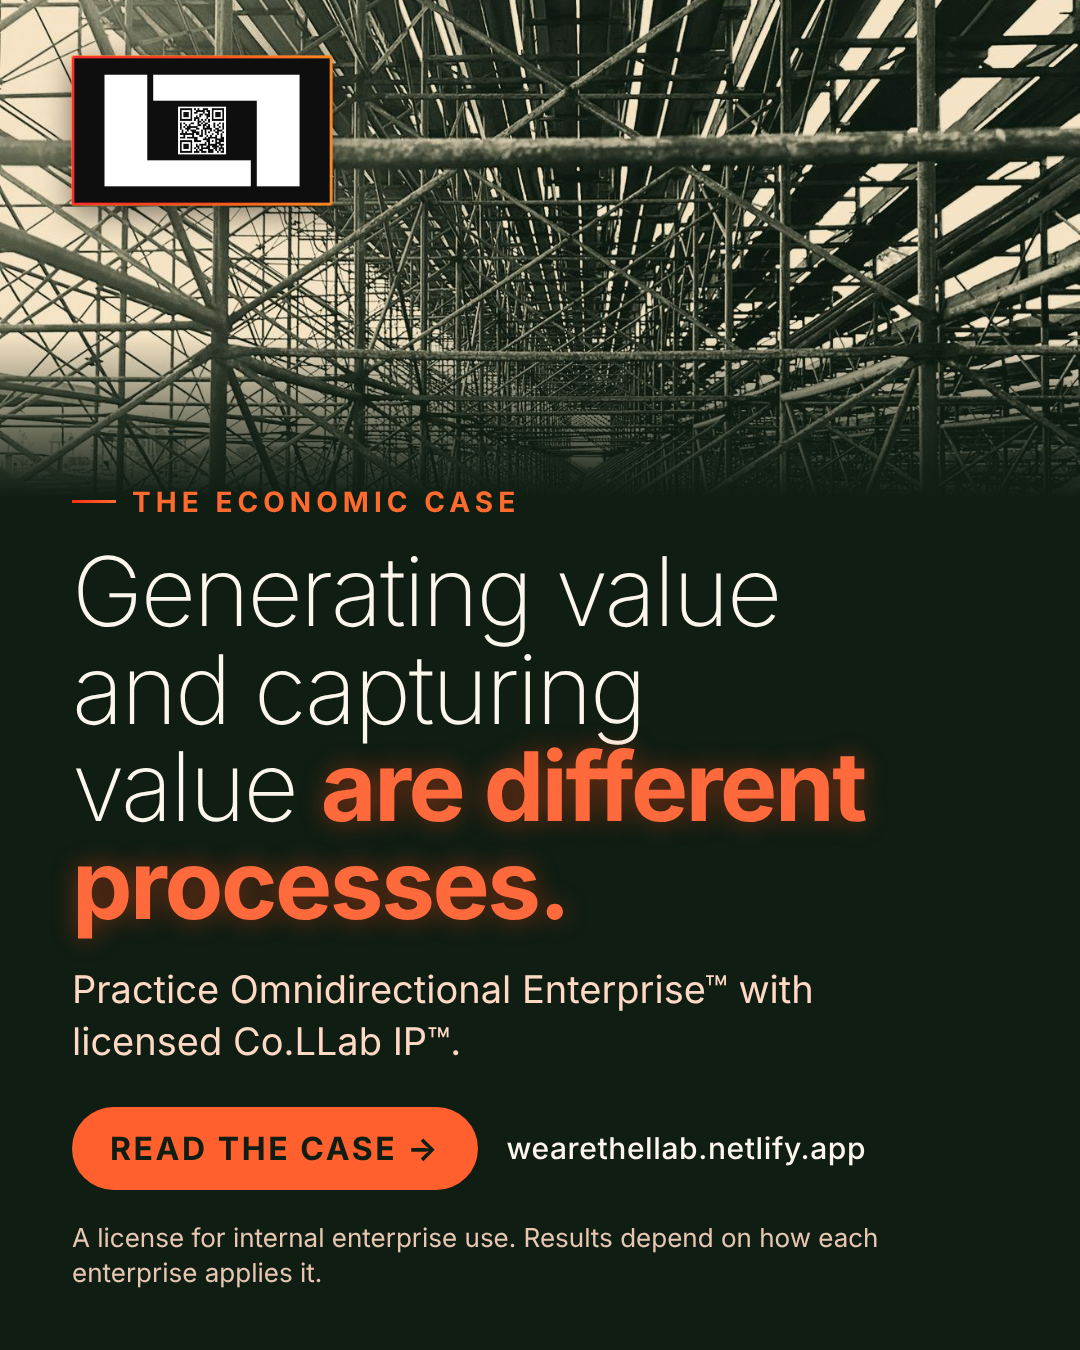 THE ECONOMIC CASE
Generating value
and capturing
value are different
processes.
Practice Omnidirectional Enterprise™ with
licensed Co.LLab IP™.
READ THE CASE → wearethellab.netlify.app
A license for internal enterprise use. Results depend on how each
enterprise applies it.